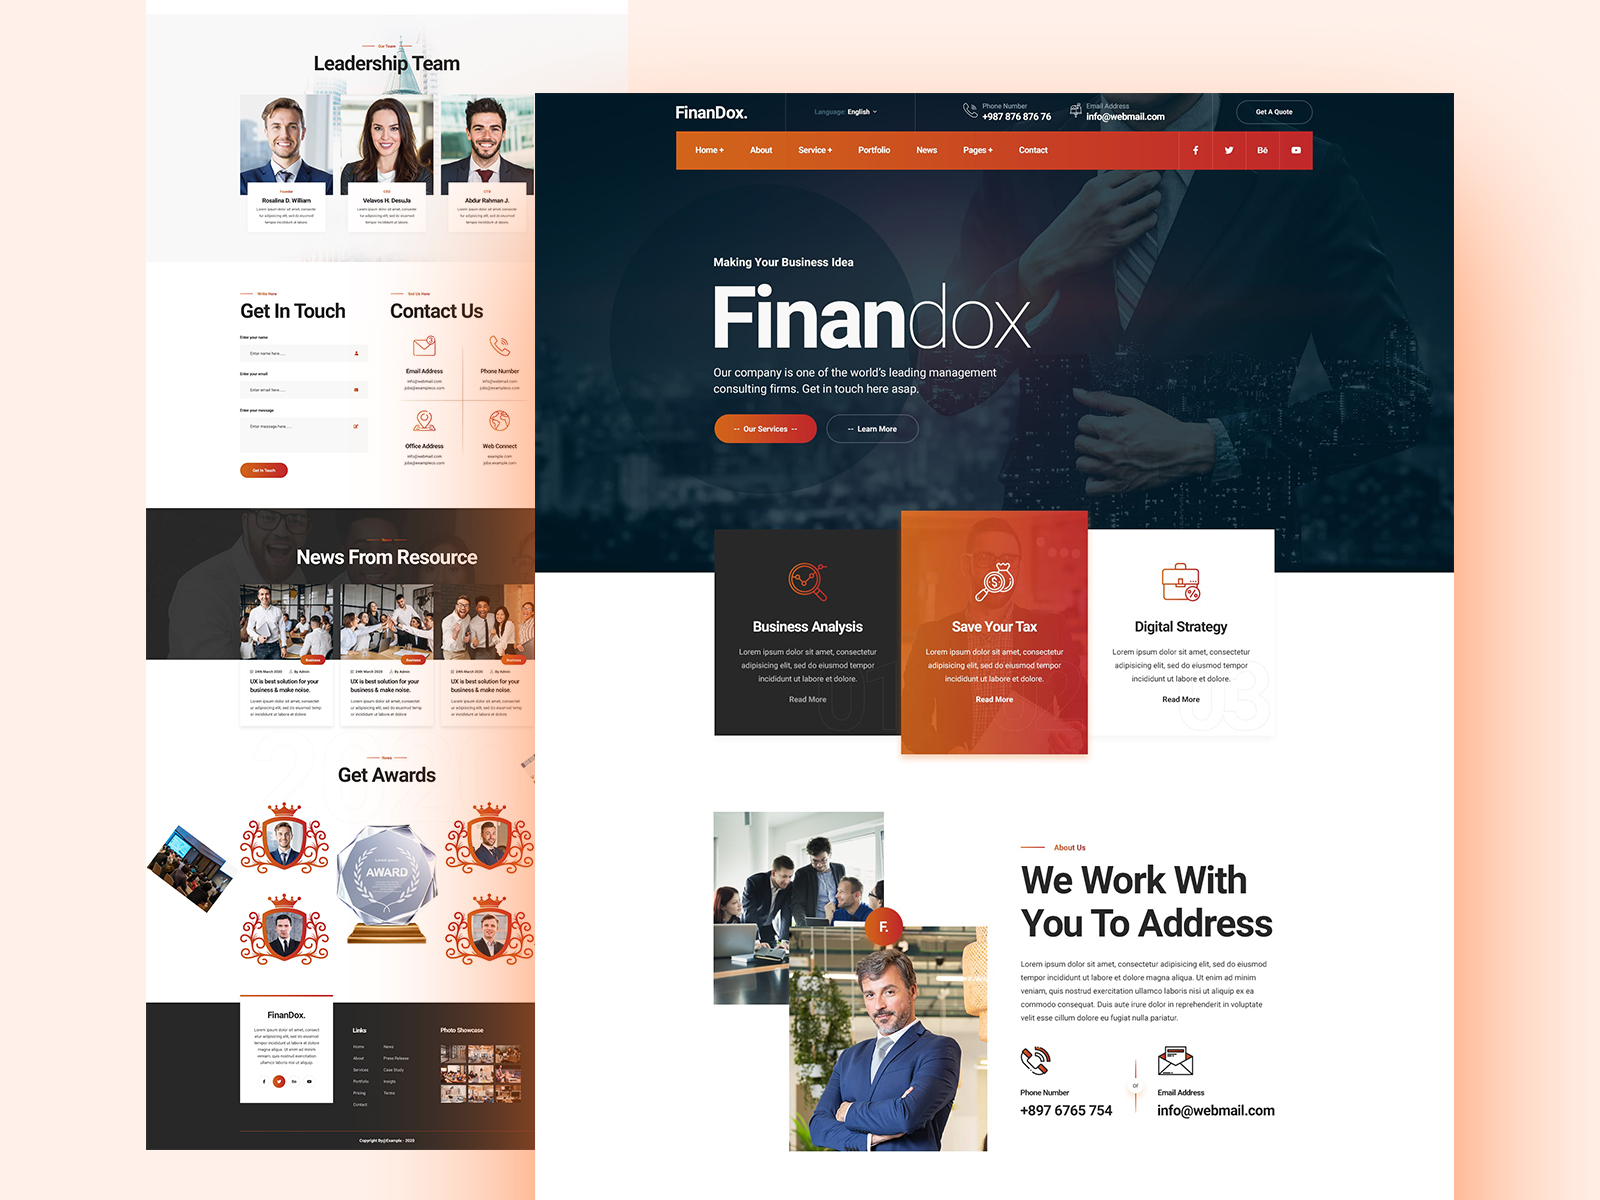 Our Team
Leadership Team
Founder
Rosalina D. William
Lorem ipsum dolor sit amet, consecte
tur adipisicing elit, sed do eiusmod
tempor incididunt ut labore.
CEO
Velavos H. DesuJa
Lorem ipsum dolor sit amet, consecte
tur adipisicing elit, sed do eiusmod
tempor incididunt ut labore.
CTO
Abdur Rahman J.
Lorem ipsum dolor sit amet, consecte
tur adipisicing elit, sed do eiusmod
tempor incididunt ut labore.
Write Here
Get In Touch
Enter your name
Enter name here.....
Enter your email
Enter email here.....
Enter your message
Enter message here.....
Get In Touch
Contact Us
Email Address
info@webmail.com
jobs@exampleco.com
Phone Number
info@webmail.com
jobs@exampleco.com
Office Address
info@webmail.com
jobs@exampleco.com
Web Connect
example.com
jobs.example.com
News
News From Resource
Business
24th March 2020 By Admin
UX is best solution for your
business & make noise.
Lorem ipsum dolor sit amet, consectet
ur adipisicing elit, sed do eiusmod temp
or incididunt ut labore et dolore
Business
24th March 2020 By Admin
UX is best solution for your
business & make noise.
Lorem ipsum dolor sit amet, consectet
ur adipisicing elit, sed do eiusmod temp
or incididunt ut labore et dolore
Business
24th March 2020 By Admin
UX is best solution for your
business & make noise.
Lorem ipsum dolor sit amet, consectet
ur adipisicing elit, sed do eiusmod temp
or incididunt ut labore et dolore
News
Get Awards
Lorem ipsum
AWARD
FinanDox.
Lorem ipsum dolor sit amet, consect
etur adipisicing elit, sed do eiusmod
tempor incididunt ut labore et dolore
magna aliqua. Ut enim ad minim
veniam, quis nostrud exercitation
ullamco laboris nisi ut aliquip.
Links
Home News
About Press Release
Services Case Study
Portfolio Insigts
Pricing Terms
Contact
Photo Showcase
Copyright By@Example - 2020
FinanDox.
Language: English
Phone Number
+987 876 876 76
Email Address
info@webmail.com
Get A Quote
Home + About Service + Portfolio News Pages + Contact
Making Your Business Idea
Finandox
Our company is one of the world's leading management
consulting firms. Get in touch here asap.
-- Our Services --
-- Learn More
Business Analysis
Lorem ipsum dolor sit amet, consectetur
adipisicing elit, sed do eiusmod tempor
incididunt ut labore et dolore.
Read More
01
Save Your Tax
Lorem ipsum dolor sit amet, consectetur
adipisicing elit, sed do eiusmod tempor
incididunt ut labore et dolore.
Read More
Digital Strategy
Lorem ipsum dolor sit amet, consectetur
adipisicing elit, sed do eiusmod tempor
incididunt ut labore et dolore.
Read More
03
F.
About Us
We Work With
You To Address
Lorem ipsum dolor sit amet, consectetur adipisicing elit, sed do eiusmod
tempor incididunt ut labore et dolore magna aliqua. Ut enim ad minim
veniam, quis nostrud exercitation ullamco laboris nisi ut aliquip ex ea
commodo consequat. Duis aute irure dolor in reprehenderit in voluptate
velit esse cillum dolore eu fugiat nulla pariatur.
Phone Number
+897 6765 754
or
Email Address
info@webmail.com